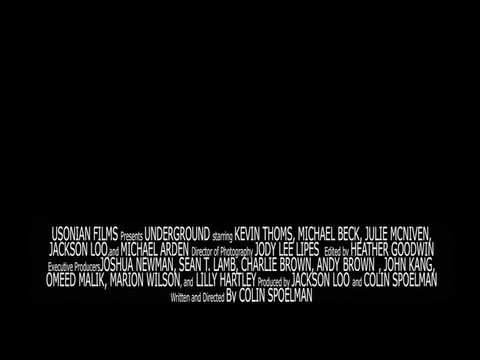 USONIAN FILMS Presents UNDERGROUND starring KEVIN THOMS, MICHAEL BECK, JULIE MCNIVEN,
JACKSON LOO,and MICHAEL ARDEN Director of Photography JODY LEE LIPES Edited by HEATHER GOODWIN
Executive ProducersJOSHUA NEWMAN, SEAN T. LAMB, CHARLIE BROWN, ANDY BROWN , JOHN KANG,
OMEED MALIK, MARION WILSON, and LILLY HARTLEY Produced by JACKSON LOO and COLIN SPOELMAN
Written and Directed By COLIN SPOELMAN